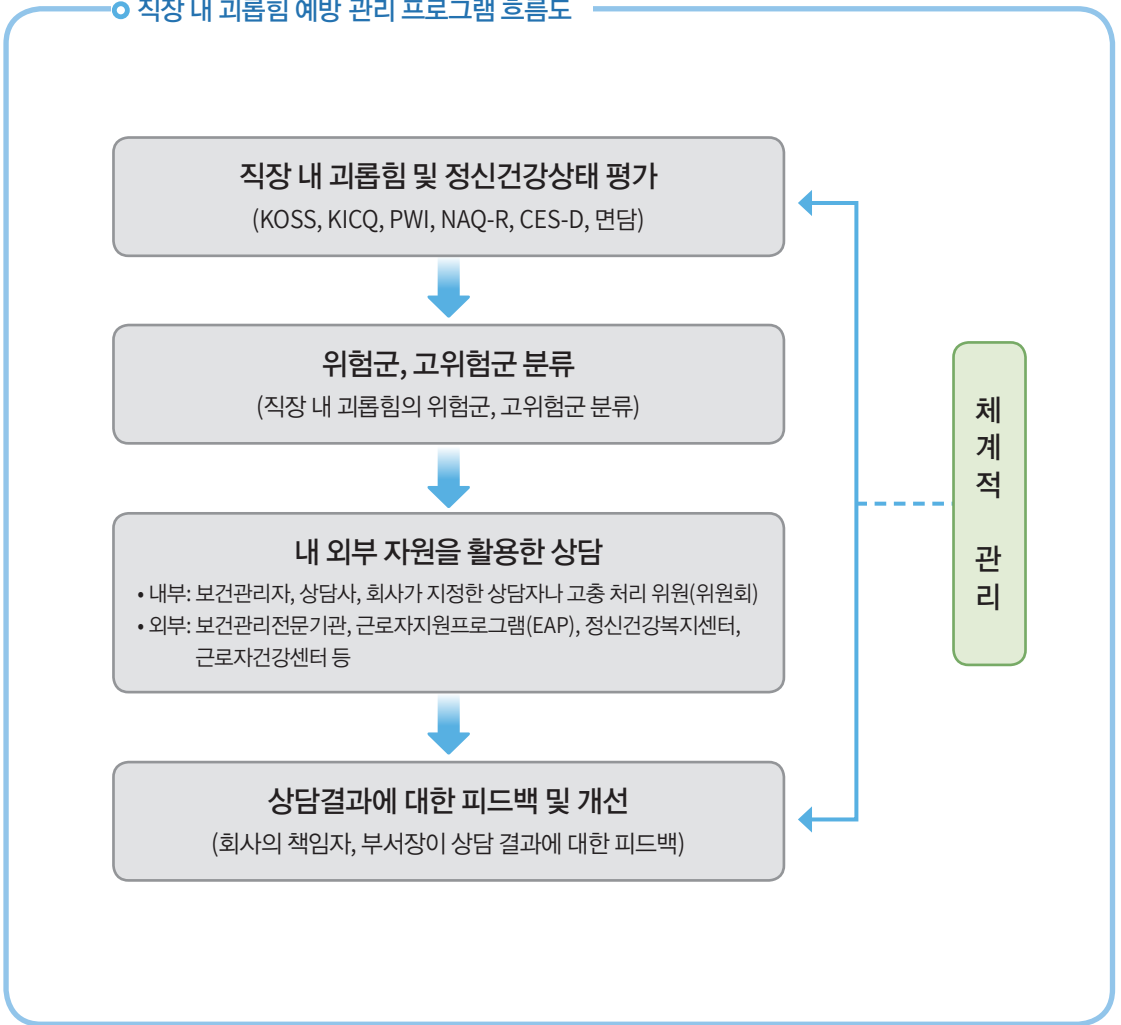 직장 내 괴롭힘 예방 관리 프로그램 흐름도
직장 내 괴롭힘 및 정신건강상태 평가
(KOSS, KICQ, PWI, NAQ-R, CES-D, 면담)
위험군, 고위험군 분류
(직장 내 괴롭힘의 위험군, 고위험군 분류)
내 외부 자원을 활용한 상담
• 내부: 보건관리자, 상담사, 회사가 지정한 상담자나 고충 처리 위원(위원회)
• 외부: 보건관리전문기관, 근로자지원프로그램(EAP), 정신건강복지센터,
근로자건강센터 등
상담결과에 대한 피드백 및 개선
(회사의 책임자, 부서장이 상담 결과에 대한 피드백)
체계적 관리